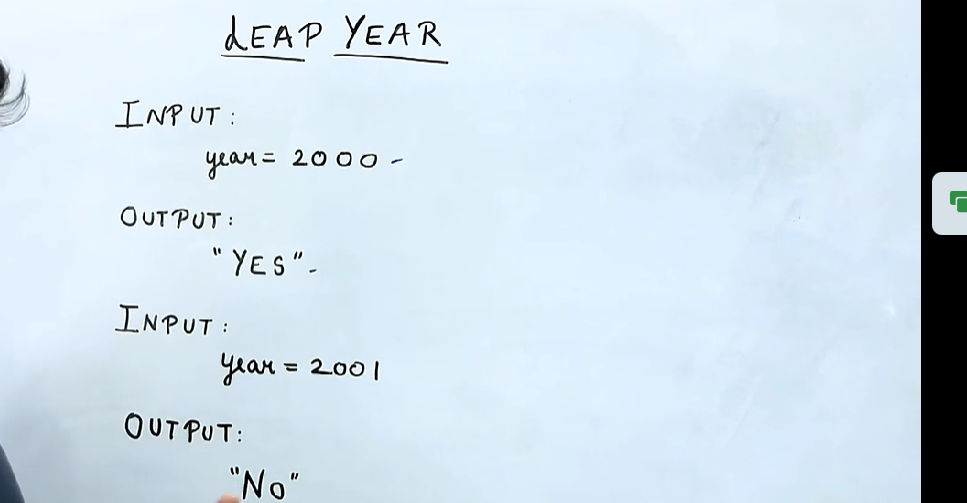 LEAP YEAR
INPUT:
year = 2000 -
OUTPUT:
"YES" -
INPUT:
year = 2001
OUTPUT:
"No"